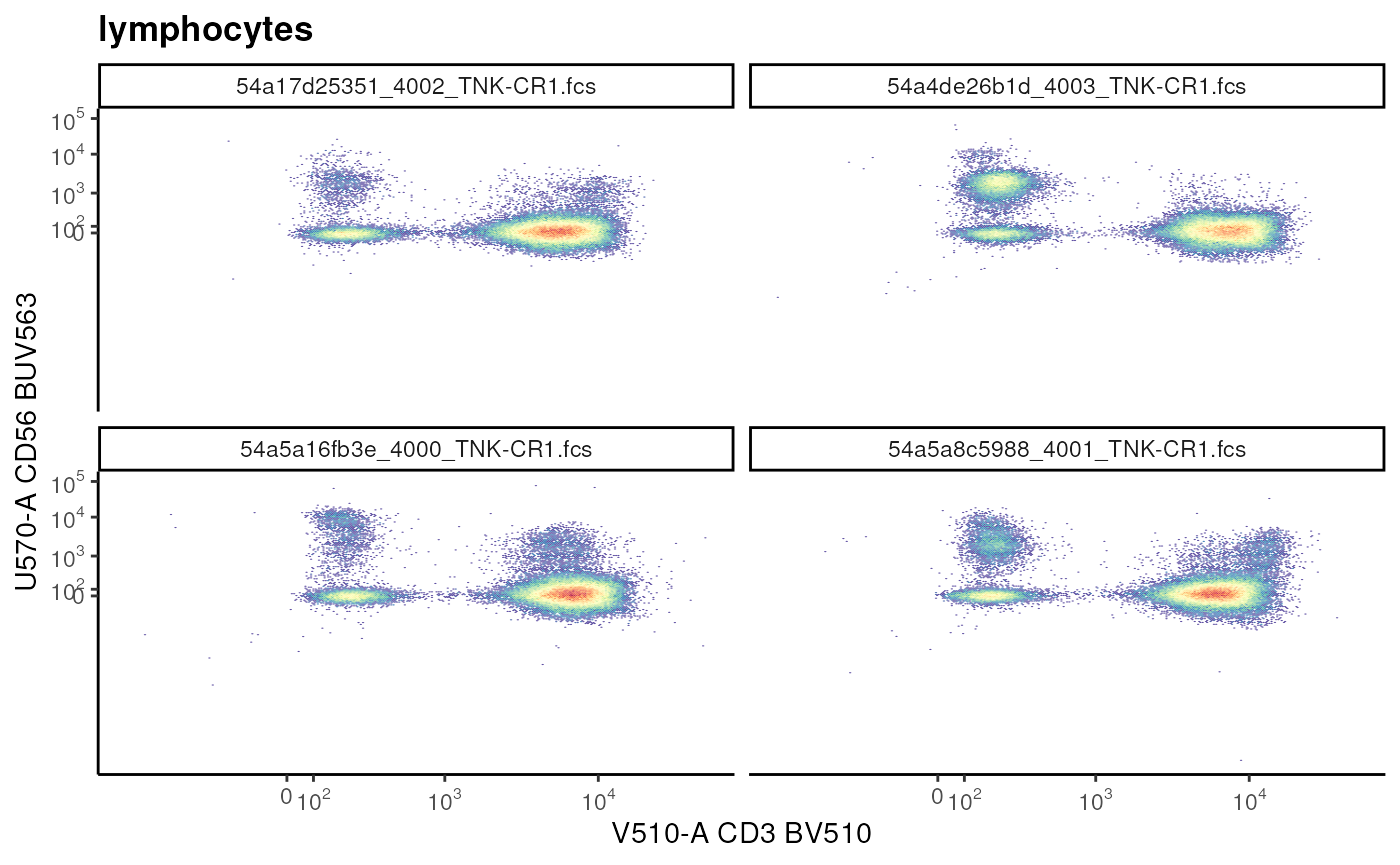 lymphocytes
54a17d25351_4002_TNK-CR1.fcs
54a4de26b1d_4003_TNK-CR1.fcs
10^5
10^4
10^3
10^2
0
54a5a16fb3e_4000_TNK-CR1.fcs
54a5a8c5988_4001_TNK-CR1.fcs
10^5
10^4
10^3
10^2
0
U570-A CD56 BUV563
0 10^2 10^3 10^4
0 10^2 10^3 10^4
V510-A CD3 BV510